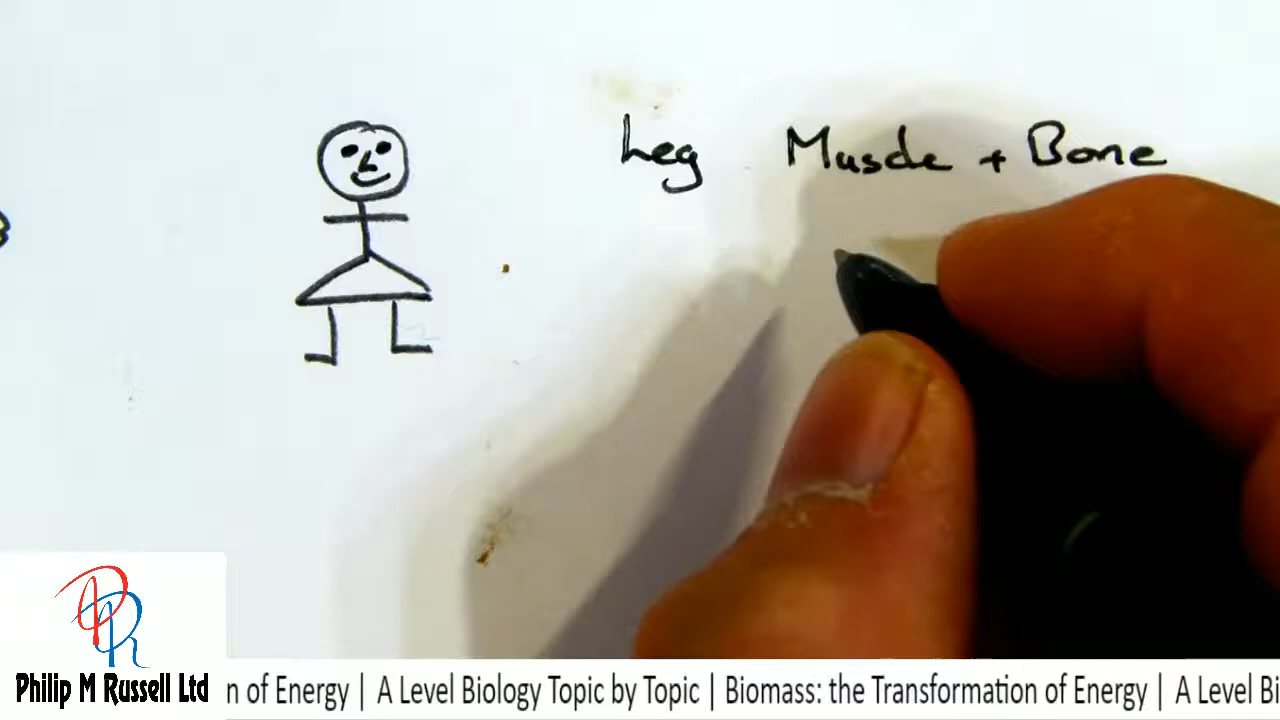 Leg Muscle + Bone
Philip M Russell Ltd
n of Energy | A Level Biology Topic by Topic | Biomass: the Transformation of Energy | A Level Bi